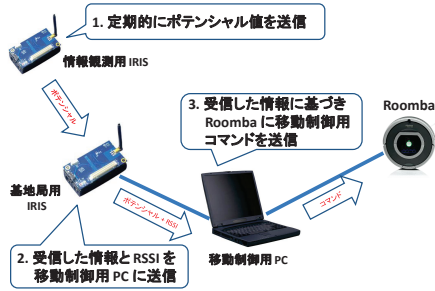 1. 定期的にポテンシャル値を送信
情報観測用 IRIS
ポテンシャル
3. 受信した情報に基づき
Roomba に移動制御用
コマンドを送信
Roomba
基地局用
IRIS
ポテンシャル + RSSI
コマンド
2. 受信した情報と RSSI を
移動制御用 PC に送信
移動制御用 PC